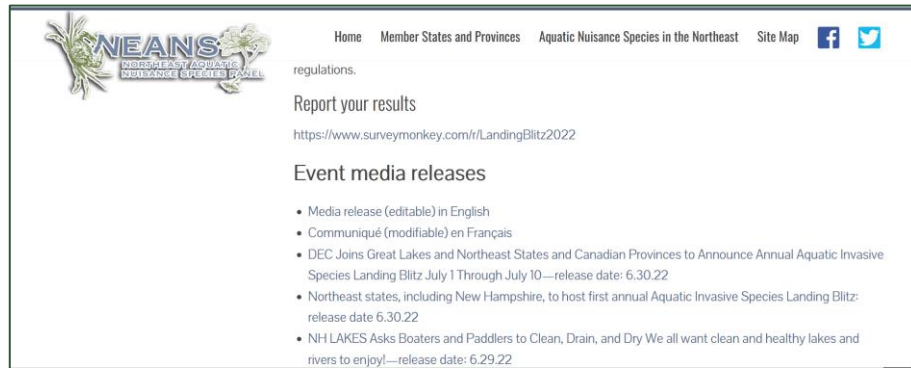 NEANS
NORTHEAST AQUATIC
NUISANCE SPECIES PANEL
Home Member States and Provinces Aquatic Nuisance Species in the Northeast Site Map
regulations.
Report your results
https://www.surveymonkey.com/r/LandingBlitz2022
Event media releases
• Media release (editable) in English
• Communiqué (modifiable) en Français
• DEC Joins Great Lakes and Northeast States and Canadian Provinces to Announce Annual Aquatic Invasive
Species Landing Blitz July 1 Through July 10—release date: 6.30.22
• Northeast states, including New Hampshire, to host first annual Aquatic Invasive Species Landing Blitz:
release date 6.30.22
• NH LAKES Asks Boaters and Paddlers to Clean, Drain, and Dry We all want clean and healthy lakes and
rivers to enjoy!—release date: 6.29.22